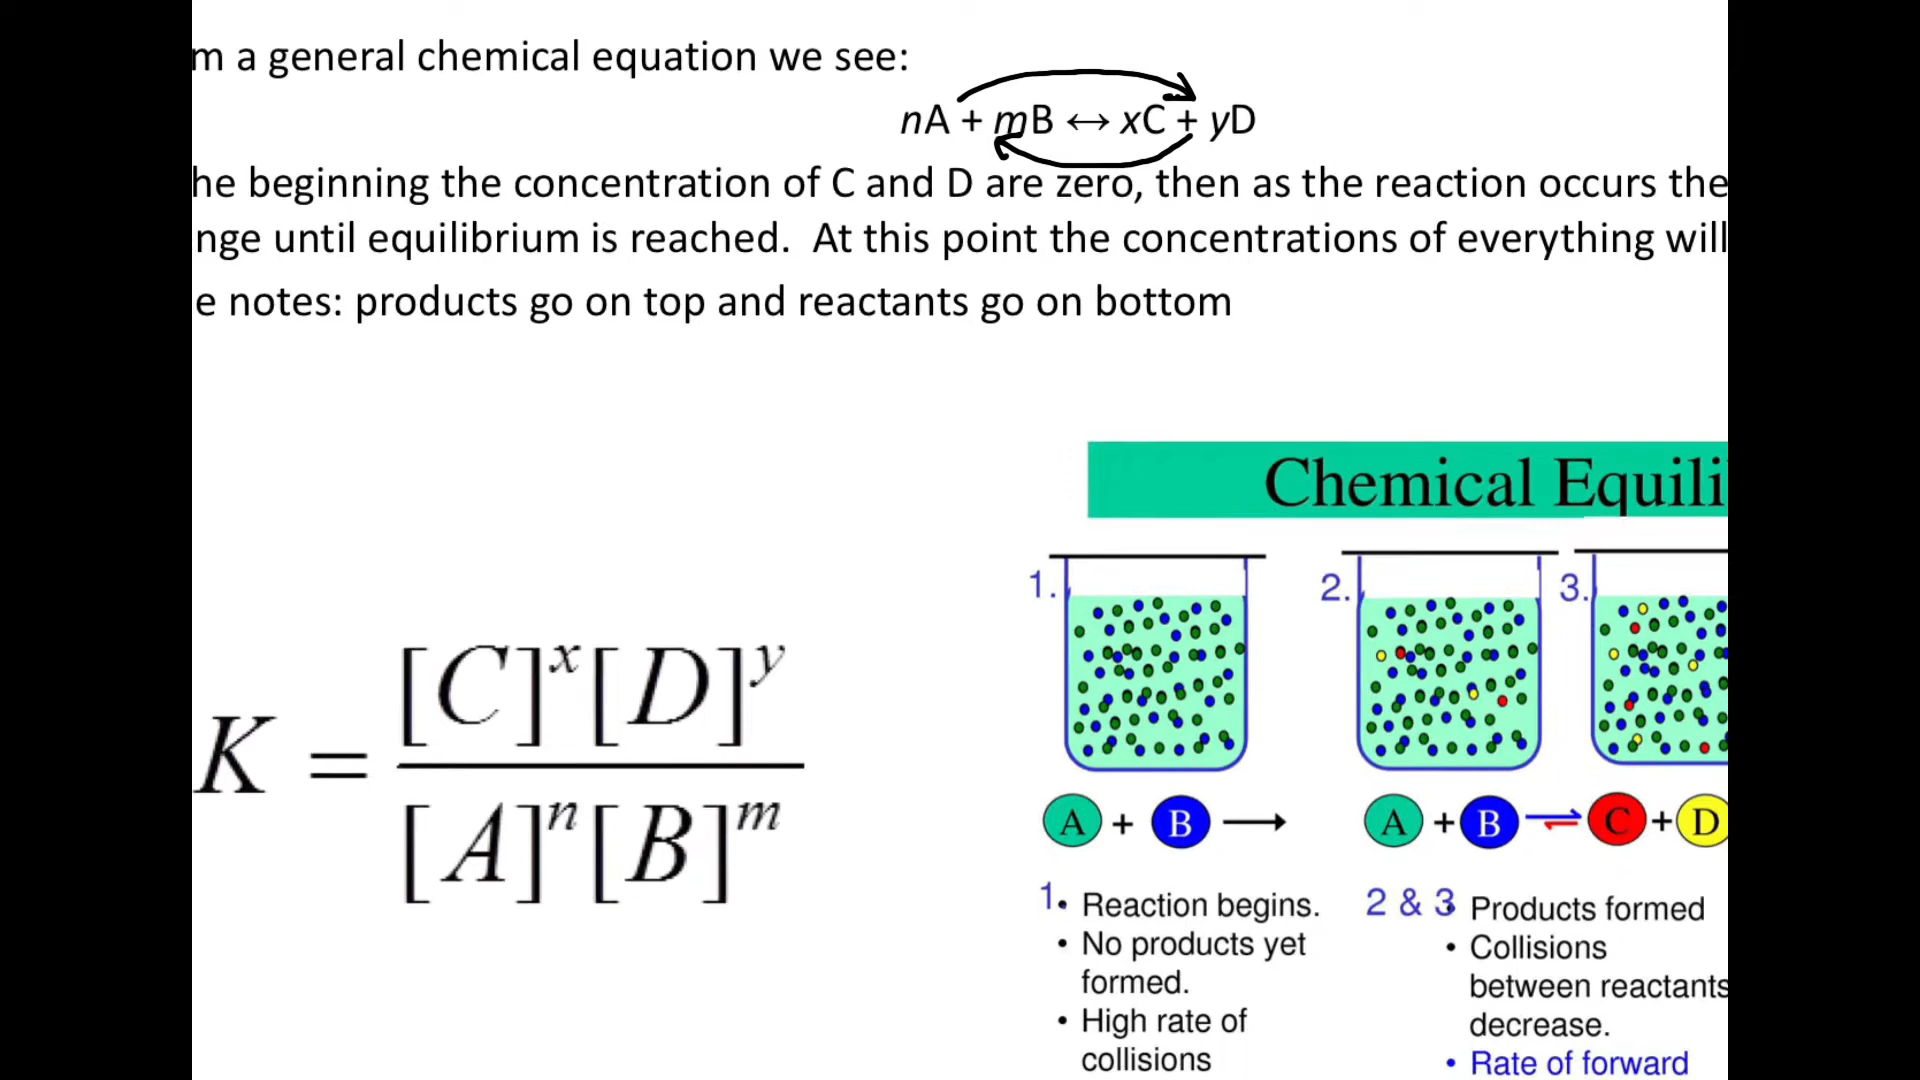 m a general chemical equation we see:
nA + mB ↔ xC + yD
he beginning the concentration of C and D are zero, then as the reaction occurs the
nge until equilibrium is reached. At this point the concentrations of everything will
e notes: products go on top and reactants go on bottom
Chemical Equili
1.
2.
3.
K = [C]^x[D]^y / [A]^n[B]^m
A + B →
A + B ⇌ C + D
1. • Reaction begins.
• No products yet
formed.
• High rate of
collisions
2 & 3 • Products formed
• Collisions
between reactants
decrease.
• Rate of forward